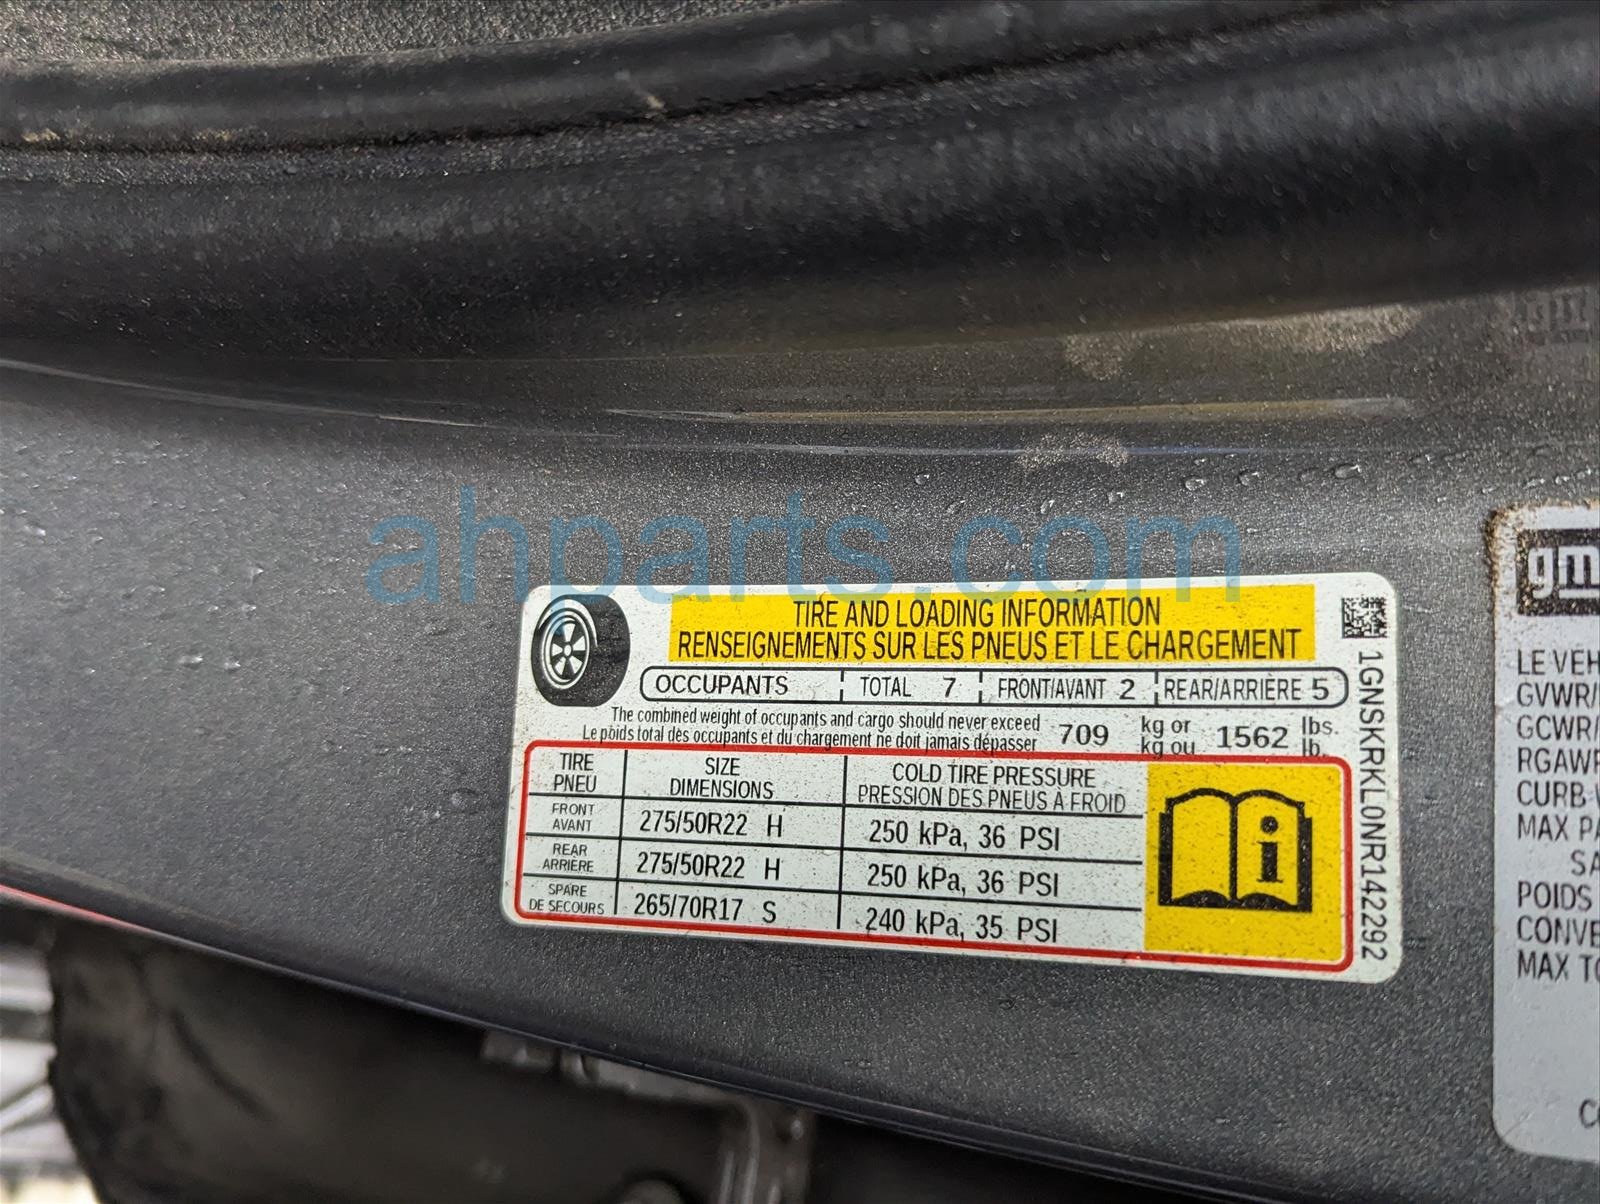 ahparts.com
TIRE AND LOADING INFORMATION
RENSEIGNEMENTS SUR LES PNEUS ET LE CHARGEMENT
OCCUPANTS TOTAL 7 FRONT/AVANT 2 REAR/ARRIÈRE 5
The combined weight of occupants and cargo should never exceed 709 kg or 1562 lbs.
Le poids total des occupants et du chargement ne doit jamais dépasser kg ou lb.
TIRE SIZE COLD TIRE PRESSURE
PNEU DIMENSIONS PRESSION DES PNEUS À FROID
FRONT
AVANT 275/50R22 H 250 kPa, 36 PSI
REAR
ARRIÈRE 275/50R22 H 250 kPa, 36 PSI
SPARE
DE SECOURS 265/70R17 S 240 kPa, 35 PSI
i
1GNSKRKL0NR142292
gm
LE VEH
GVWR/
GCWR/
RGAWR
CURB
MAX PA
SA
POIDS
CONVE
MAX TO